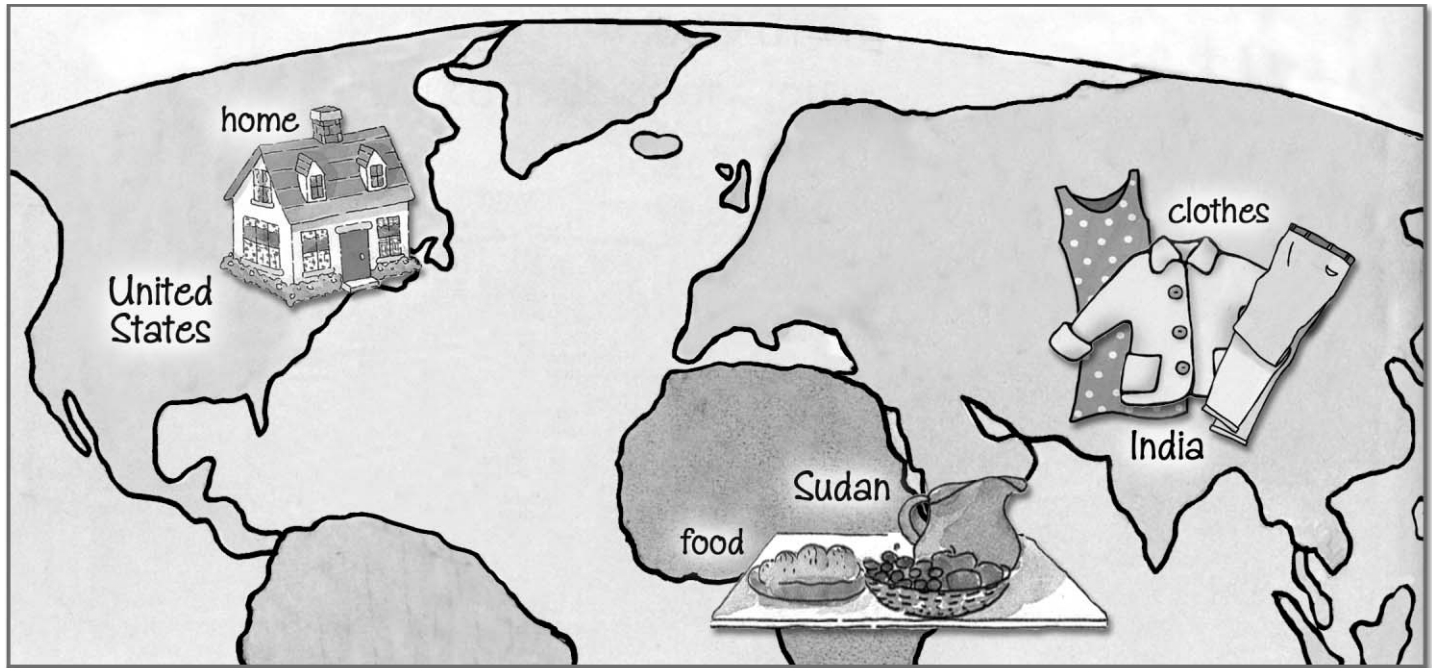 home
United
States
clothes
India
Sudan
food